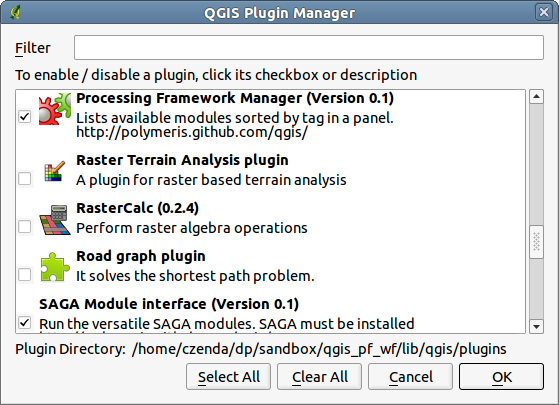 QGIS Plugin Manager
Filter
To enable / disable a plugin, click its checkbox or description
Processing Framework Manager (Version 0.1)
Lists available modules sorted by tag in a panel.
http://polymeris.github.com/qgis/
Raster Terrain Analysis plugin
A plugin for raster based terrain analysis
RasterCalc (0.2.4)
Perform raster algebra operations
Road graph plugin
It solves the shortest path problem.
SAGA Module interface (Version 0.1)
Run the versatile SAGA modules. SAGA must be installed
Plugin Directory: /home/czenda/dp/sandbox/qgis_pf_wf/lib/qgis/plugins
Select All Clear All Cancel OK